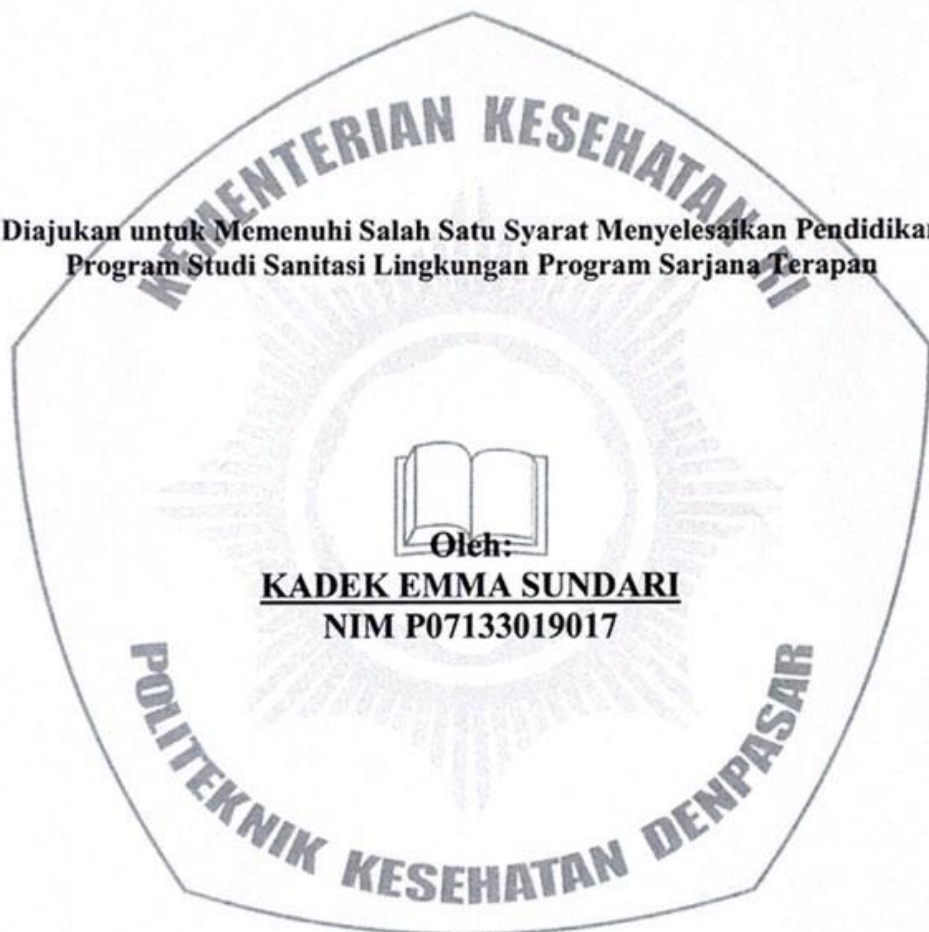 KEMENTERIAN KESEHATAN RI
Diajukan untuk Memenuhi Salah Satu Syarat Menyelesaikan Pendidikan
Program Studi Sanitasi Lingkungan Program Sarjana Terapan
Oleh:
KADEK EMMA SUNDARI
NIM P07133019017
POLITEKNIK KESEHATAN DENPASAR